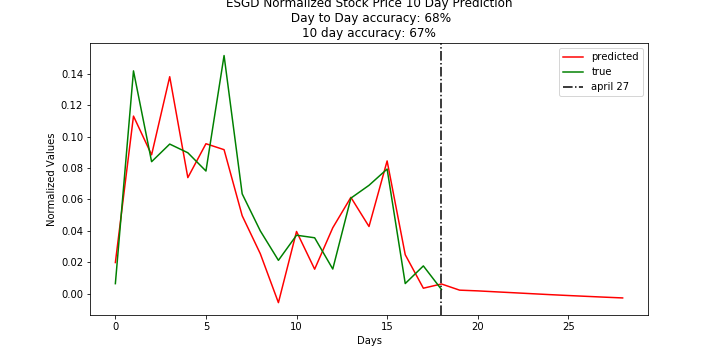 ESGD Normalized Stock Price 10 Day Prediction
Day to Day accuracy: 68%
10 day accuracy: 67%
predicted
true
april 27
Normalized Values
0.14
0.12
0.10
0.08
0.06
0.04
0.02
0.00
0
5
10
15
20
25
Days